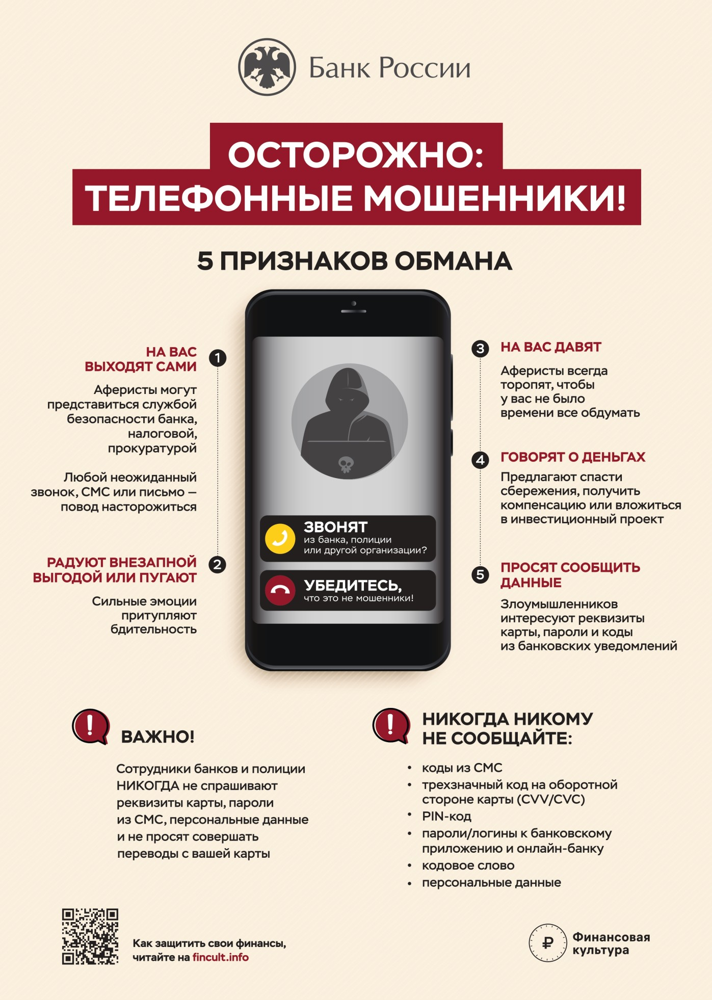 Банк России
ОСТОРОЖНО:
ТЕЛЕФОННЫЕ МОШЕННИКИ!
5 ПРИЗНАКОВ ОБМАНА
1
НА ВАС
ВЫХОДЯТ САМИ
Аферисты могут
представиться службой
безопасности банка,
налоговой,
прокуратурой
Любой неожиданный
звонок, СМС или письмо —
повод насторожиться
2
РАДУЮТ ВНЕЗАПНОЙ
ВЫГОДОЙ ИЛИ ПУГАЮТ
Сильные эмоции
притупляют
бдительность
ЗВОНЯТ
из банка, полиции
или другой организации?
УБЕДИТЕСЬ,
что это не мошенники!
3
НА ВАС ДАВЯТ
Аферисты всегда
торопят, чтобы
у вас не было
времени все обдумать
4
ГОВОРЯТ О ДЕНЬГАХ
Предлагают спасти
сбережения, получить
компенсацию или вложиться
в инвестиционный проект
5
ПРОСЯТ СООБЩИТЬ
ДАННЫЕ
Злоумышленников
интересуют реквизиты
карты, пароли и коды
из банковских уведомлений
!
ВАЖНО!
Сотрудники банков и полиции
НИКОГДА не спрашивают
реквизиты карты, пароли
из СМС, персональные данные
и не просят совершать
переводы с вашей карты
!
НИКОГДА НИКОМУ
НЕ СООБЩАЙТЕ:
• коды из СМС
• трехзначный код на оборотной
стороне карты (CVV/CVC)
• PIN-код
• пароли/логины к банковскому
приложению и онлайн-банку
• кодовое слово
• персональные данные
Как защитить свои финансы,
читайте на fincult.info
₽
Финансовая
культура